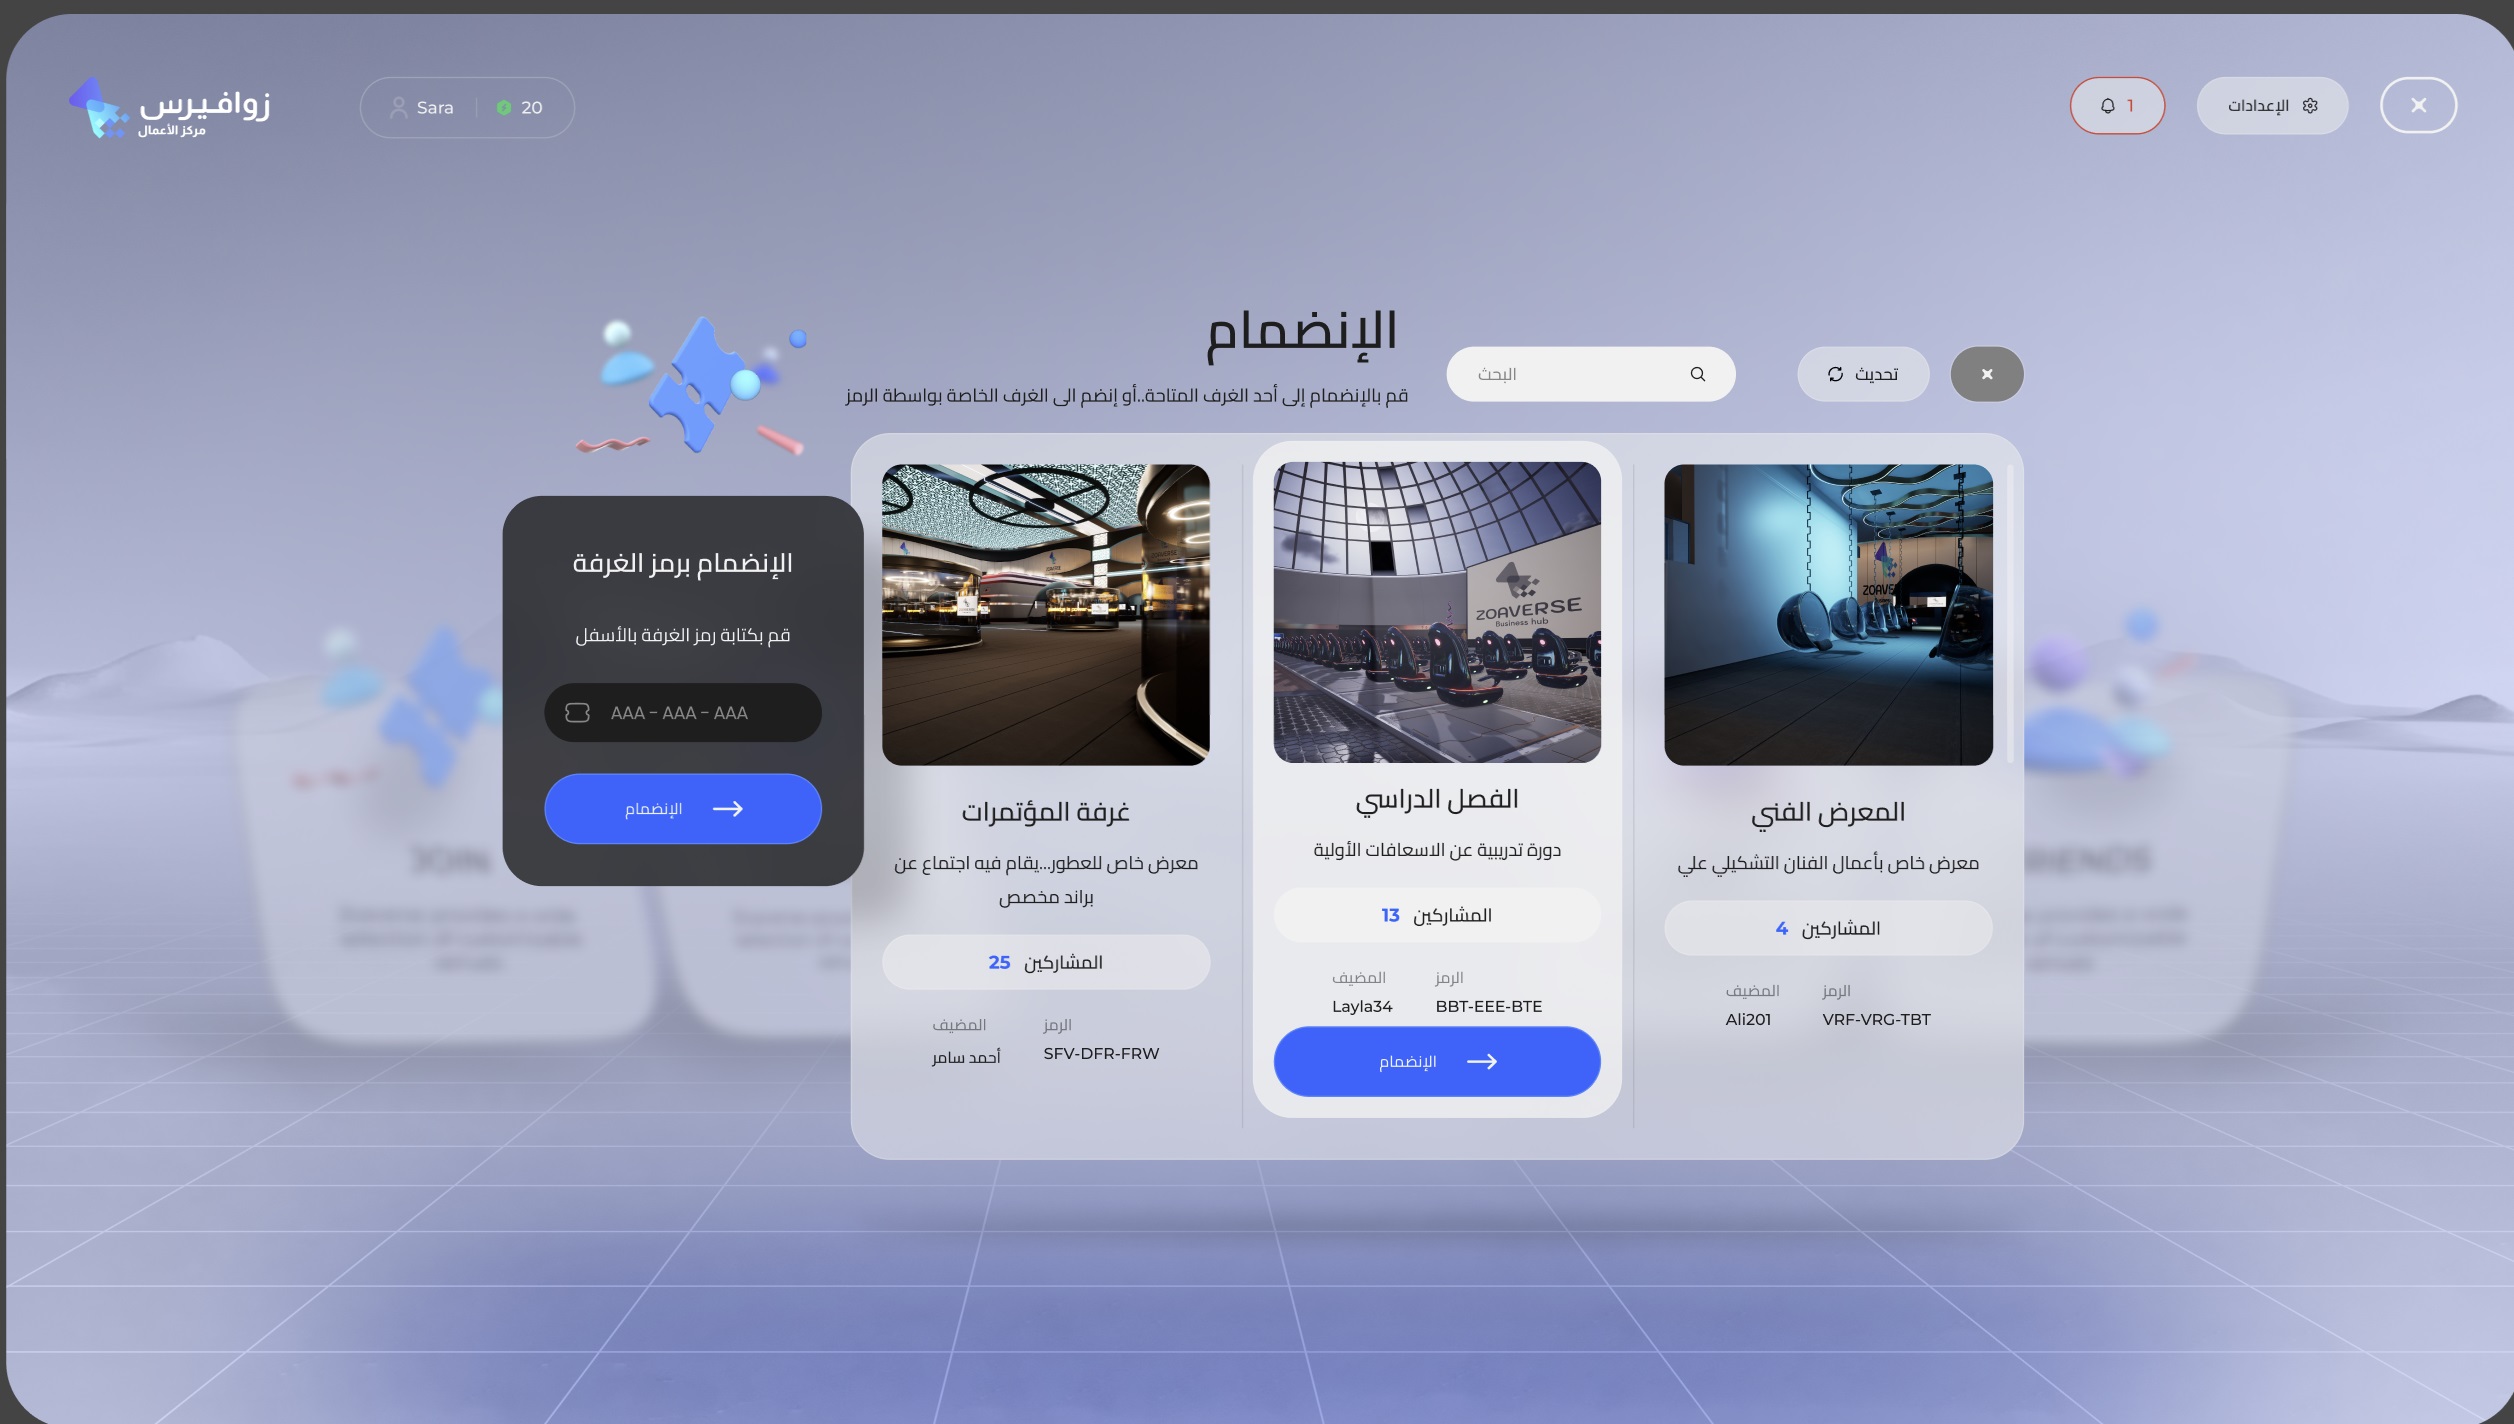 زوافيرس
مركز الأعمال
Sara
20
1
الإعدادات
الإنضمام
قم بالإنضمام إلى أحد الغرف المتاحة..أو إنضم الى الغرف الخاصة بواسطة الرمز
البحث
تحديث
الإنضمام برمز الغرفة
قم بكتابة رمز الغرفة بالأسفل
AAA – AAA – AAA
الإنضمام
المعرض الفني
معرض خاص بأعمال الفنان التشكيلي علي
المشاركين 4
الرمز
VRF-VRG-TBT
المضيف
Ali201
ZOAVERSE
Business hub
الفصل الدراسي
دورة تدريبية عن الاسعافات الأولية
المشاركين 13
الرمز
BBT-EEE-BTE
المضيف
Layla34
الإنضمام
غرفة المؤتمرات
معرض خاص للعطور...يقام فيه اجتماع عن
براند مخصص
المشاركين 25
الرمز
SFV-DFR-FRW
المضيف
أحمد سامر
JOIN